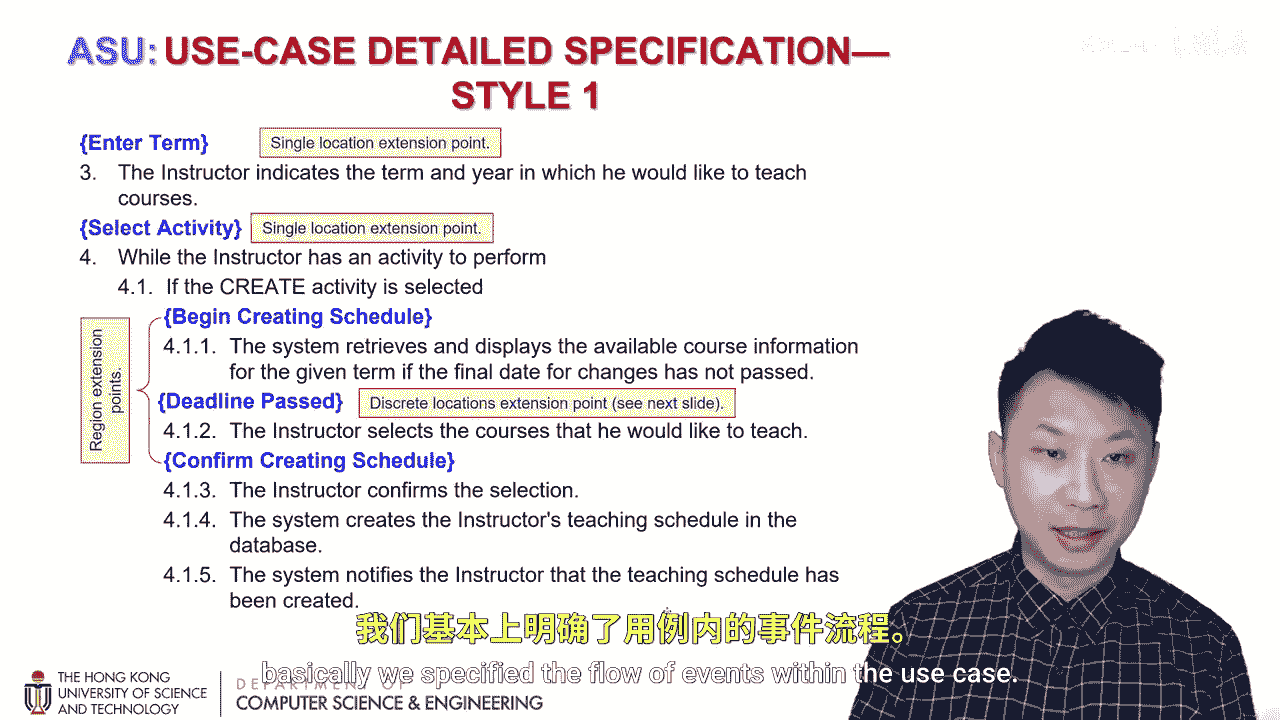 ASU: USE-CASE DETAILED SPECIFICATION—
STYLE 1
{Enter Term}
Single location extension point.
3. The Instructor indicates the term and year in which he would like to teach
courses.
{Select Activity}
Single location extension point.
4. While the Instructor has an activity to perform
4.1. If the CREATE activity is selected
Region extension
points.
{Begin Creating Schedule}
4.1.1. The system retrieves and displays the available course information
for the given term if the final date for changes has not passed.
{Deadline Passed}
Discrete locations extension point (see next slide).
4.1.2. The Instructor selects the courses that he would like to teach.
{Confirm Creating Schedule}
4.1.3. The Instructor confirms the selection.
4.1.4. The system creates the Instructor's teaching schedule in the
database.
4.1.5. The system notifies the Instructor that the teaching schedule has
been created.
我们基本上明确了用例内的事件流程。
basically we specified the flow of events within the use case.
THE HONG KONG
UNIVERSITY OF SCIENCE
AND TECHNOLOGY
DEPARTMENT OF
COMPUTER SCIENCE & ENGINEERING